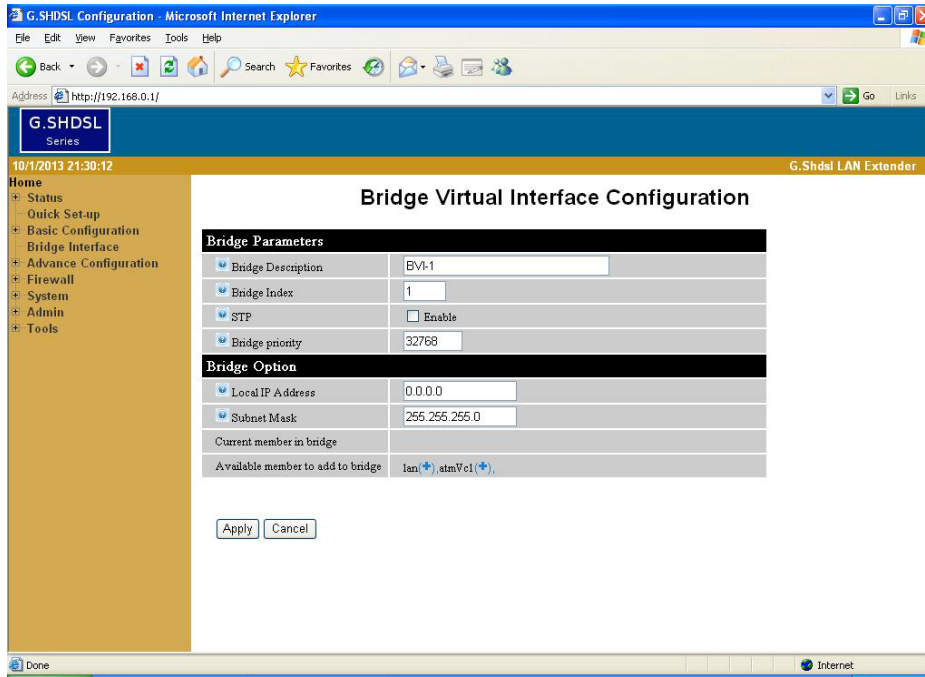 G.SHDSL Configuration - Microsoft Internet Explorer
File Edit View Favorites Tools Help
Back Search Favorites
Address http://192.168.0.1/ Go Links
G.SHDSL
Series
10/1/2013 21:30:12 G.Shdsl LAN Extender
Home
Status
Quick Set-up
Basic Configuration
Bridge Interface
Advance Configuration
Firewall
System
Admin
Tools
Bridge Virtual Interface Configuration
Bridge Parameters
Bridge Description BVI-1
Bridge Index 1
STP Enable
Bridge priority 32768
Bridge Option
Local IP Address 0.0.0.0
Subnet Mask 255.255.255.0
Current member in bridge
Available member to add to bridge lan(+),atmVc1(+),
Apply Cancel
Done Internet